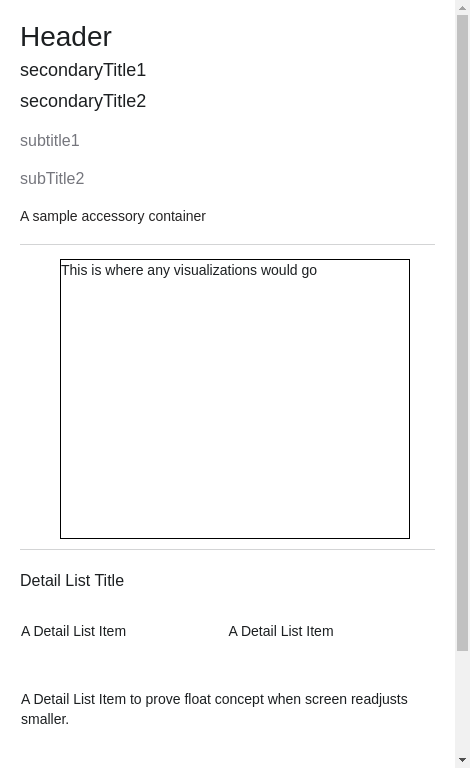 Header
secondaryTitle1
secondaryTitle2
subtitle1
subTitle2
A sample accessory container
This is where any visualizations would go
Detail List Title
A Detail List Item
A Detail List Item
A Detail List Item to prove float concept when screen readjusts
smaller.